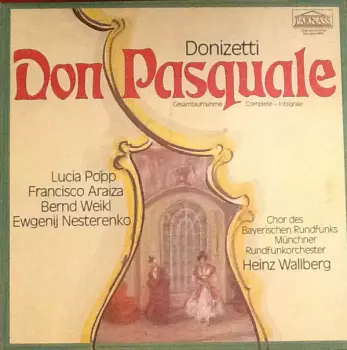 PARNASS
Donizetti
Don Pasquale
Gesamtaufnahme Complete - Intégrale
Lucia Popp
Francisco Araiza
Bernd Weikl
Ewgenij Nesterenko
Chor des
Bayerischen Rundfunks
Münchner
Rundfunkorchester
Heinz Wallberg